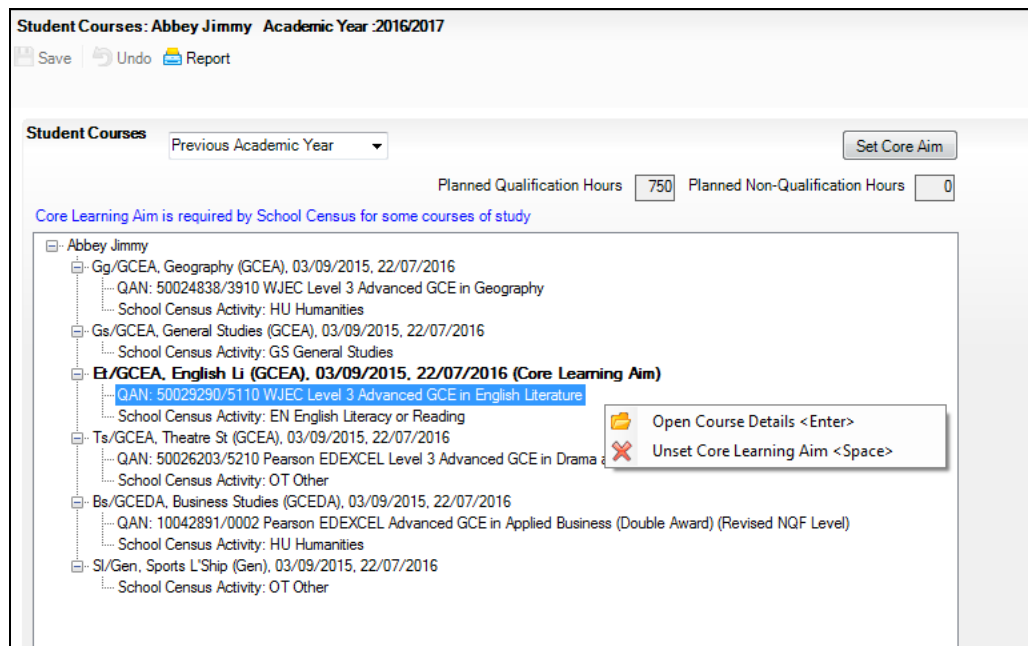 Student Courses: Abbey Jimmy Academic Year :2016/2017
Save Undo Report
Student Courses Previous Academic Year Set Core Aim
Planned Qualification Hours 750 Planned Non-Qualification Hours 0
Core Learning Aim is required by School Census for some courses of study
Abbey Jimmy
Gg/GCEA, Geography (GCEA), 03/09/2015, 22/07/2016
QAN: 50024838/3910 WJEC Level 3 Advanced GCE in Geography
School Census Activity: HU Humanities
Gs/GCEA, General Studies (GCEA), 03/09/2015, 22/07/2016
School Census Activity: GS General Studies
Et/GCEA, English Li (GCEA), 03/09/2015, 22/07/2016 (Core Learning Aim)
QAN: 50029290/5110 WJEC Level 3 Advanced GCE in English Literature
School Census Activity: EN English Literacy or Reading
Open Course Details <Enter>
Unset Core Learning Aim <Space>
Ts/GCEA, Theatre St (GCEA), 03/09/2015, 22/07/2016
QAN: 50026203/5210 Pearson EDEXCEL Level 3 Advanced GCE in Drama
School Census Activity: OT Other
Bs/GCEDA, Business Studies (GCEDA), 03/09/2015, 22/07/2016
QAN: 10042891/0002 Pearson EDEXCEL Advanced GCE in Applied Business (Double Award) (Revised NQF Level)
School Census Activity: HU Humanities
Sl/Gen, Sports L'Ship (Gen), 03/09/2015, 22/07/2016
School Census Activity: OT Other